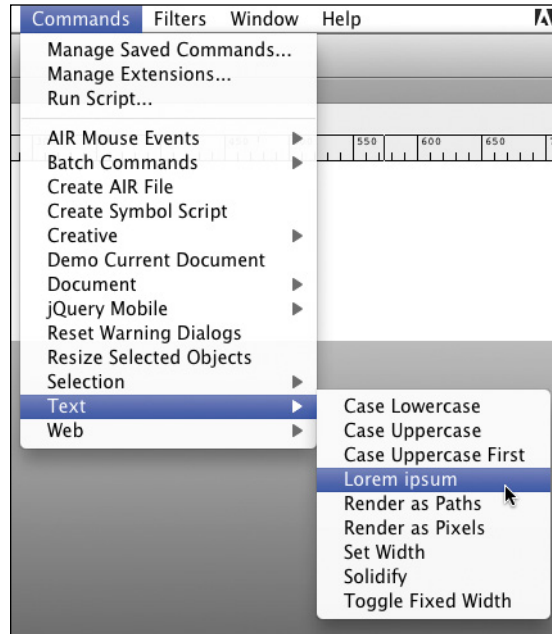 Commands Filters Window Help
Manage Saved Commands...
Manage Extensions...
Run Script...
AIR Mouse Events
Batch Commands
Create AIR File
Create Symbol Script
Creative
Demo Current Document
Document
jQuery Mobile
Reset Warning Dialogs
Resize Selected Objects
Selection
Text
Web
550 600 650
Case Lowercase
Case Uppercase
Case Uppercase First
Lorem ipsum
Render as Paths
Render as Pixels
Set Width
Solidify
Toggle Fixed Width